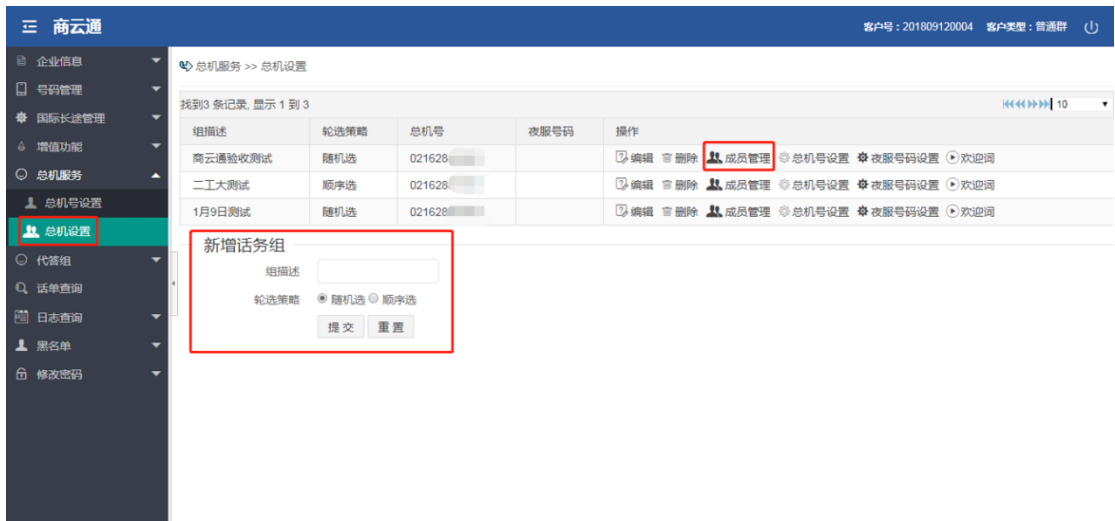 商云通 客户号：201809120004 客户类型：普通群
企业信息
号码管理
国际长途管理
增值功能
总机服务
总机号设置
总机设置
代答组
话单查询
日志查询
黑名单
修改密码
总机服务 >> 总机设置
找到3 条记录, 显示 1 到 3 10
组描述 轮选策略 总机号 夜服号码 操作
商云通验收测试 随机选 021628 编辑 删除 成员管理 总机号设置 夜服号码设置 欢迎词
二工大测试 顺序选 021628 编辑 删除 成员管理 总机号设置 夜服号码设置 欢迎词
1月9日测试 随机选 021628 编辑 删除 成员管理 总机号设置 夜服号码设置 欢迎词
新增话务组
组描述
轮选策略 随机选 顺序选
提交 重置